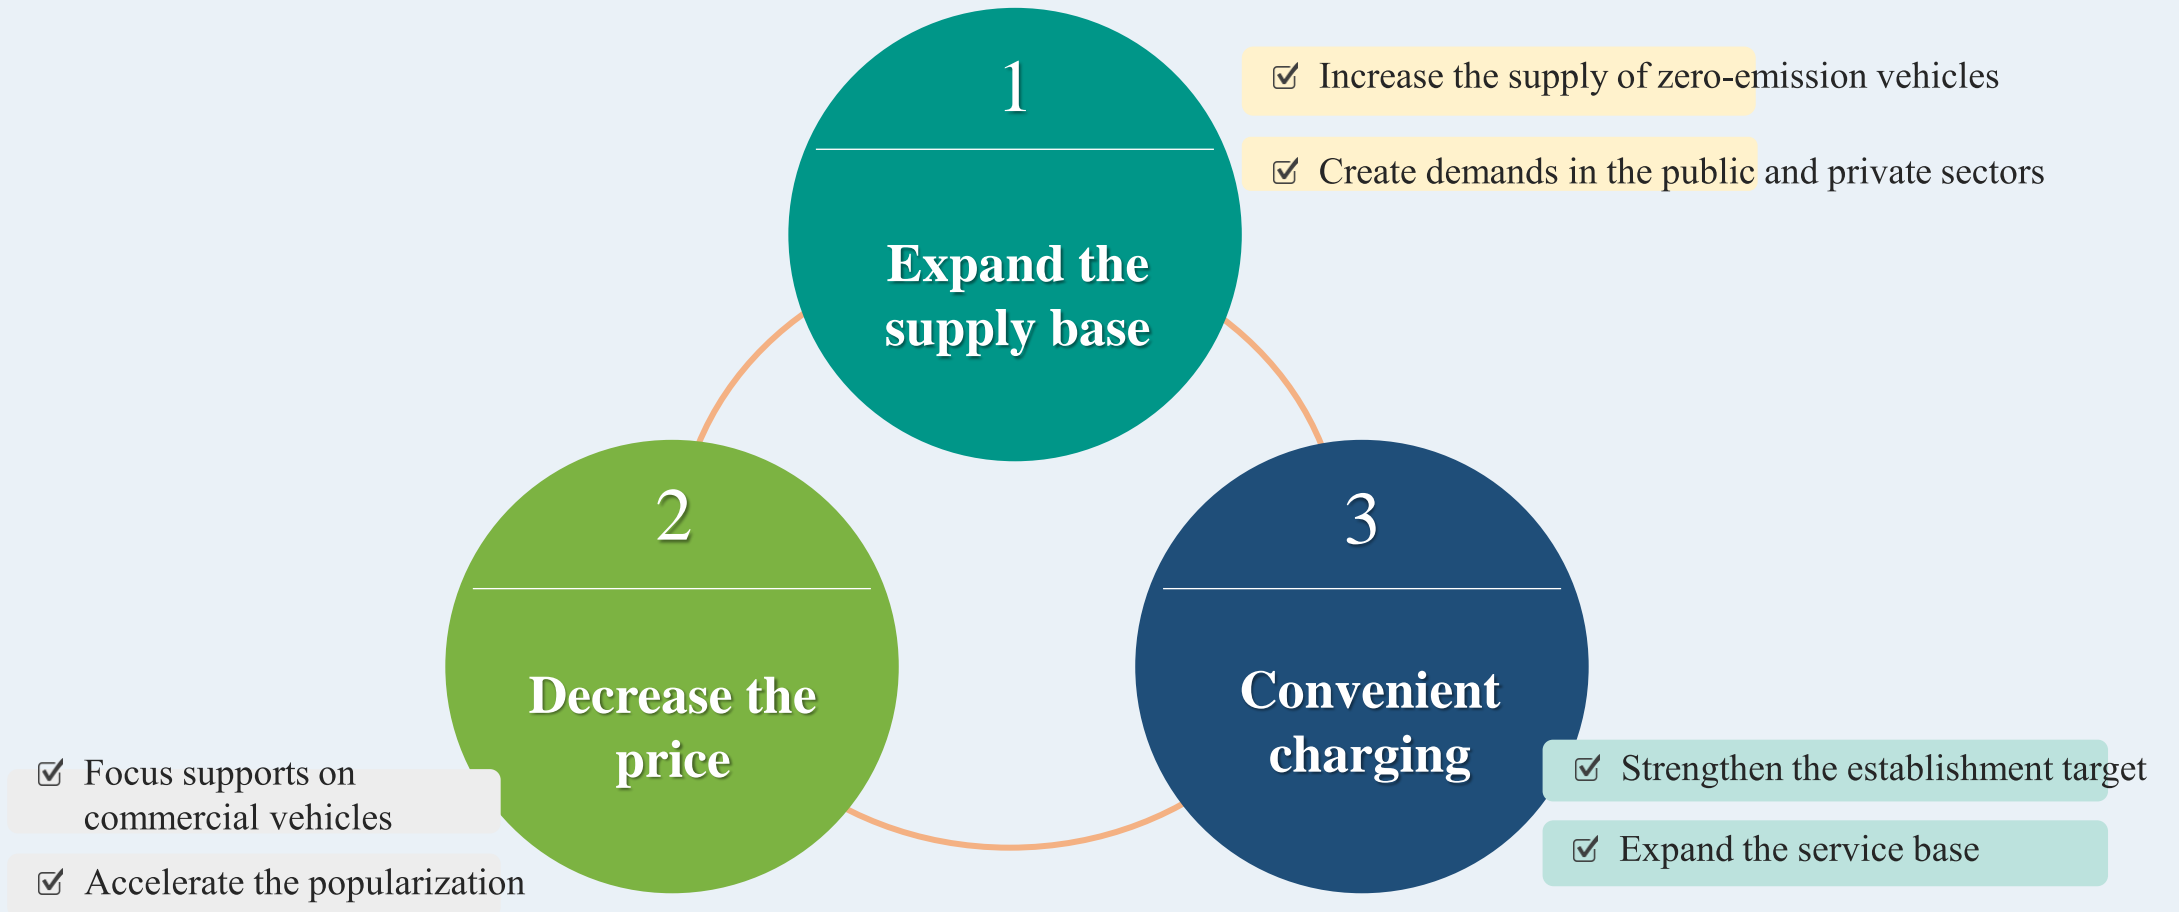 1
Expand the
supply base
Increase the supply of zero-emission vehicles
Create demands in the public and private sectors
2
Decrease the
price
Focus supports on
commercial vehicles
Accelerate the popularization
3
Convenient
charging
Strengthen the establishment target
Expand the service base